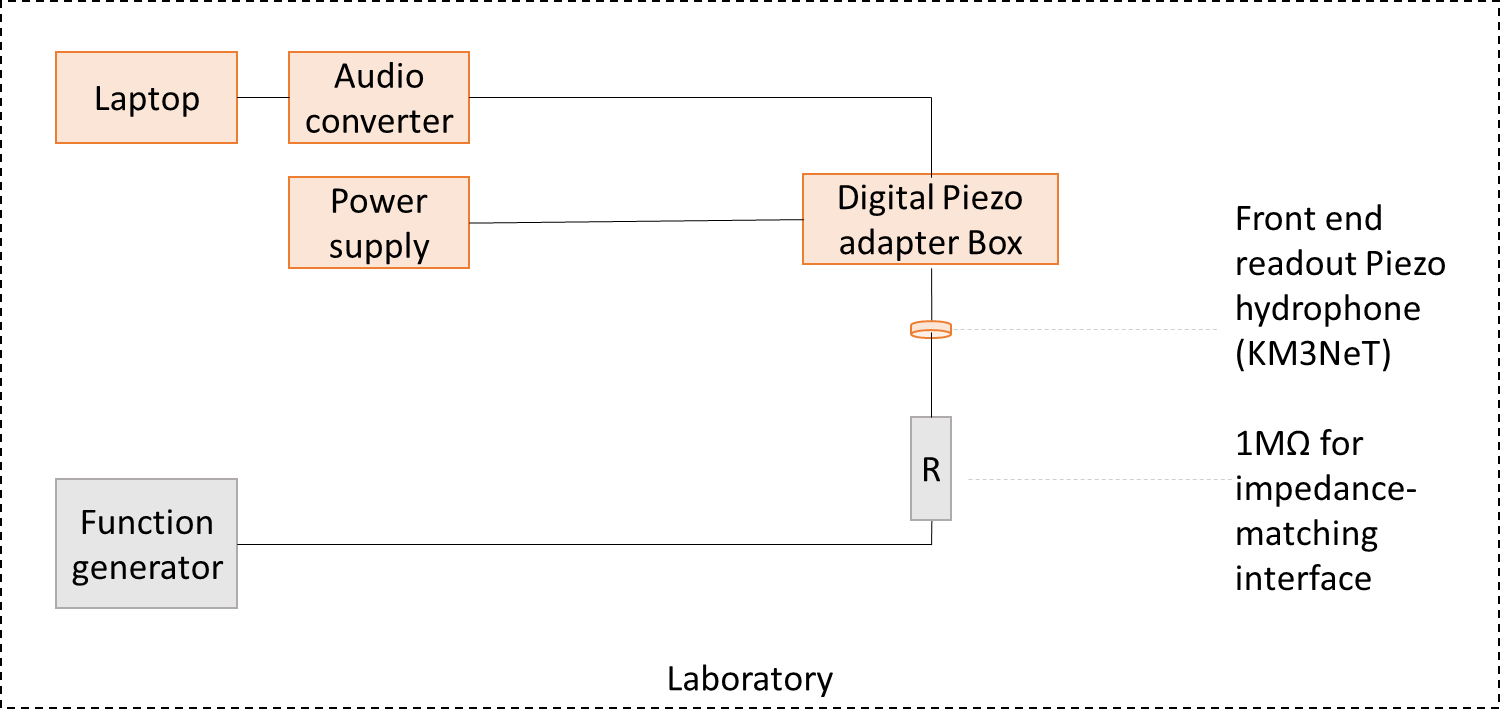 Laptop
Audio
converter
Power
supply
Digital Piezo
adapter Box
Front end
readout Piezo
hydrophone
(KM3NeT)
R
1MΩ for
impedance-
matching
interface
Function
generator
Laboratory